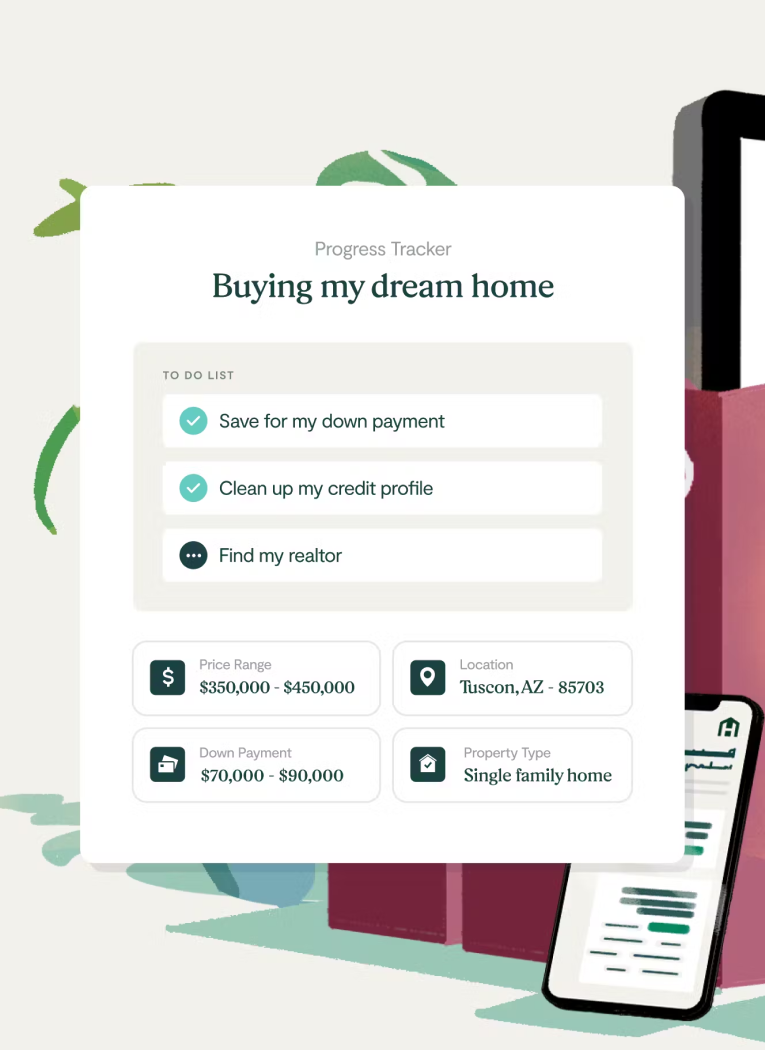 Progress Tracker
Buying my dream home
TO DO LIST
Save for my down payment
Clean up my credit profile
Find my realtor
Price Range
$350,000 - $450,000
Location
Tuscon, AZ - 85703
Down Payment
$70,000 - $90,000
Property Type
Single family home